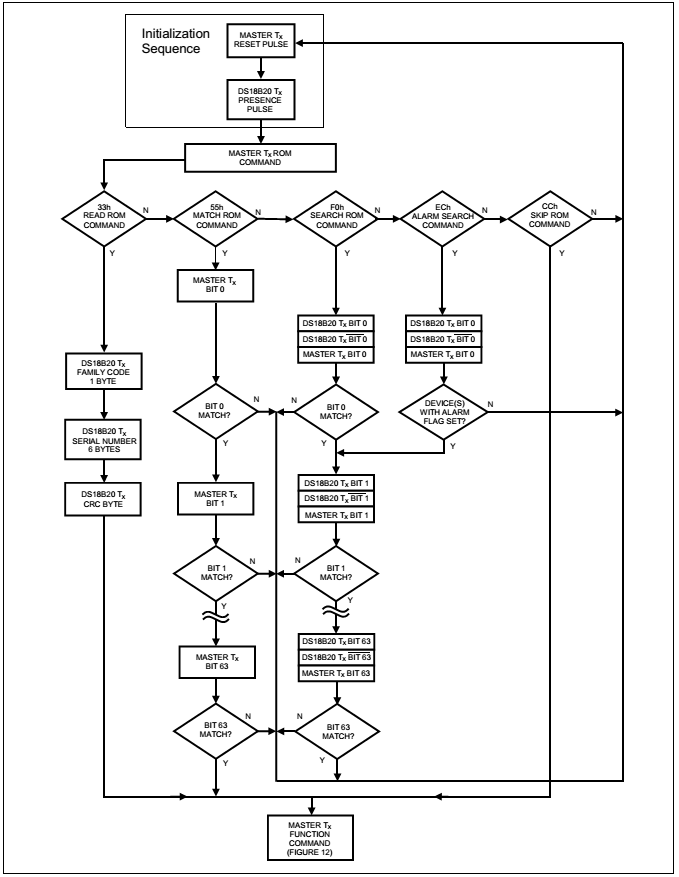 Initialization
Sequence
MASTER TX
RESET PULSE
DS18B20 TX
PRESENCE
PULSE
MASTER TX ROM
COMMAND
33h
READ ROM
COMMAND
N
Y
55h
MATCH ROM
COMMAND
N
Y
F0h
SEARCH ROM
COMMAND
N
Y
ECh
ALARM SEARCH
COMMAND
N
Y
CCh
SKIP ROM
COMMAND
N
Y
MASTER TX
BIT 0
DS18B20 TX BIT 0
DS18B20 TX BIT 0
MASTER TX BIT 0
DS18B20 TX BIT 0
DS18B20 TX BIT 0
MASTER TX BIT 0
DS18B20 TX
FAMILY CODE
1 BYTE
DS18B20 TX
SERIAL NUMBER
6 BYTES
DS18B20 TX
CRC BYTE
BIT 0
MATCH?
N
Y
N
BIT 0
MATCH?
Y
DEVICE(S)
WITH ALARM
FLAG SET?
N
Y
MASTER TX
BIT 1
DS18B20 TX BIT 1
DS18B20 TX BIT 1
MASTER TX BIT 1
BIT 1
MATCH?
N
Y
N
BIT 1
MATCH?
Y
MASTER TX
BIT 63
DS18B20 TX BIT 63
DS18B20 TX BIT 63
MASTER TX BIT 63
BIT 63
MATCH?
N
Y
N
BIT 63
MATCH?
Y
MASTER TX
FUNCTION
COMMAND
(FIGURE 12)